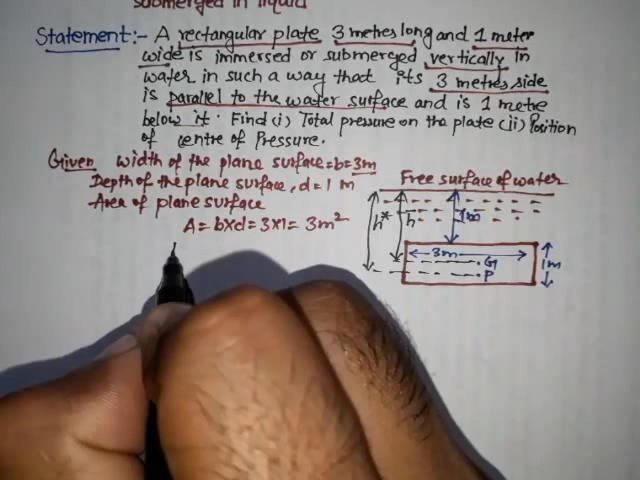 submerged in liquid
Statement:- A rectangular plate 3 metres long and 1 meter
wide is immersed or submerged vertically in
water in such a way that its 3 metres side
is parallel to the water surface and is 1 metre
below it. Find (i) Total pressure on the plate (ii) Position
of centre of Pressure.
Given width of the plane surface = b = 3m
Depth of the plane surface, d = 1 m
Area of plane surface
A = b×d = 3×1 = 3m²
Free surface of water
h* h 1m
3m
G
P
1m